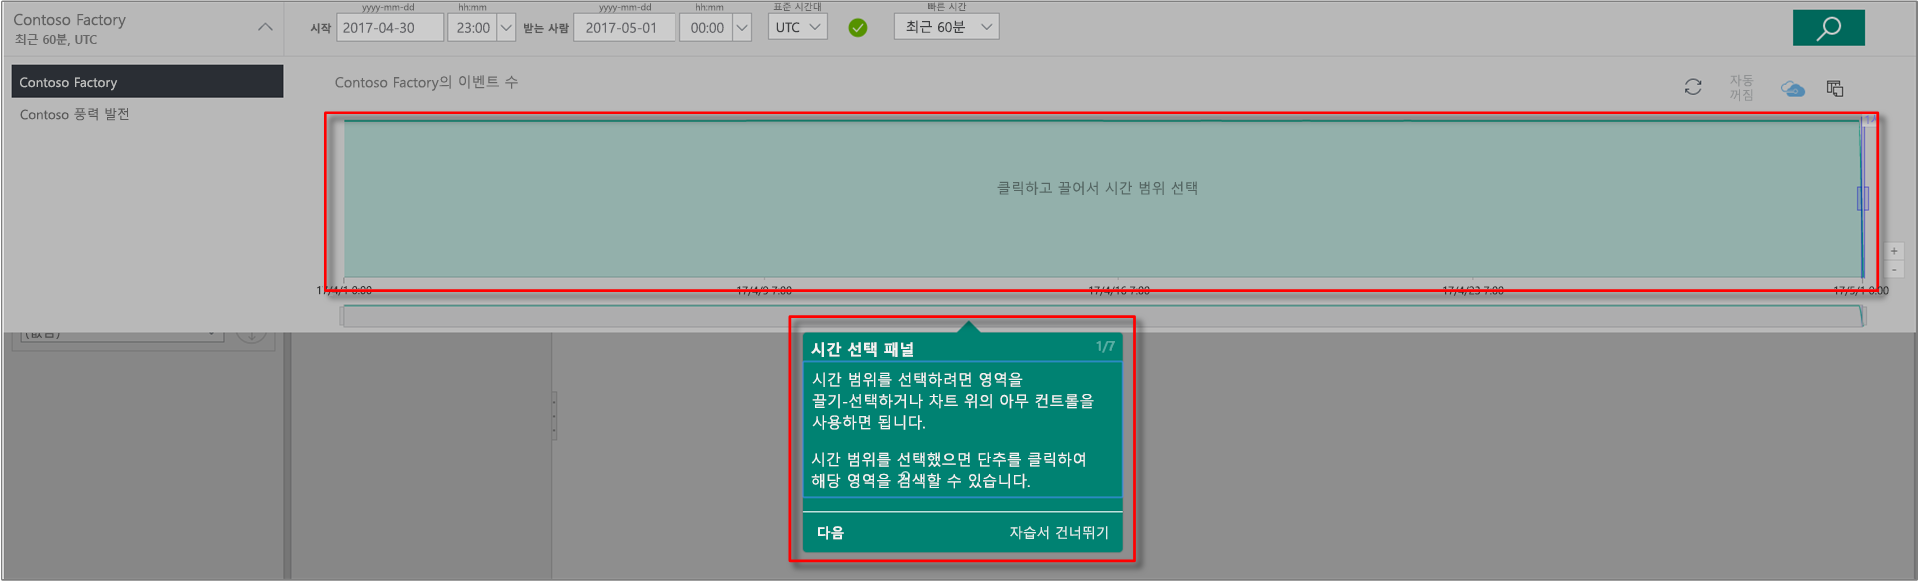 Contoso Factory
최근 60분, UTC
yyyy-mm-dd
hh:mm
yyyy-mm-dd
hh:mm
표준 시간대
빠른 시간
시작
2017-04-30
23:00
받는 사람
2017-05-01
00:00
UTC
최근 60분
Contoso Factory
Contoso 풍력 발전
Contoso Factory의 이벤트 수
자동
꺼짐
클릭하고 끌어서 시간 범위 선택
+
-
17/4/1 0:00
17/4/9 7:00
17/4/16 7:00
17/4/23 7:00
17/5/1 0:00
(없음)
시간 선택 패널
1/7
시간 범위를 선택하려면 영역을
끌기-선택하거나 차트 위의 아무 컨트롤을
사용하면 됩니다.
시간 범위를 선택했으면 단추를 클릭하여
해당 영역을 검색할 수 있습니다.
다음
자습서 건너뛰기